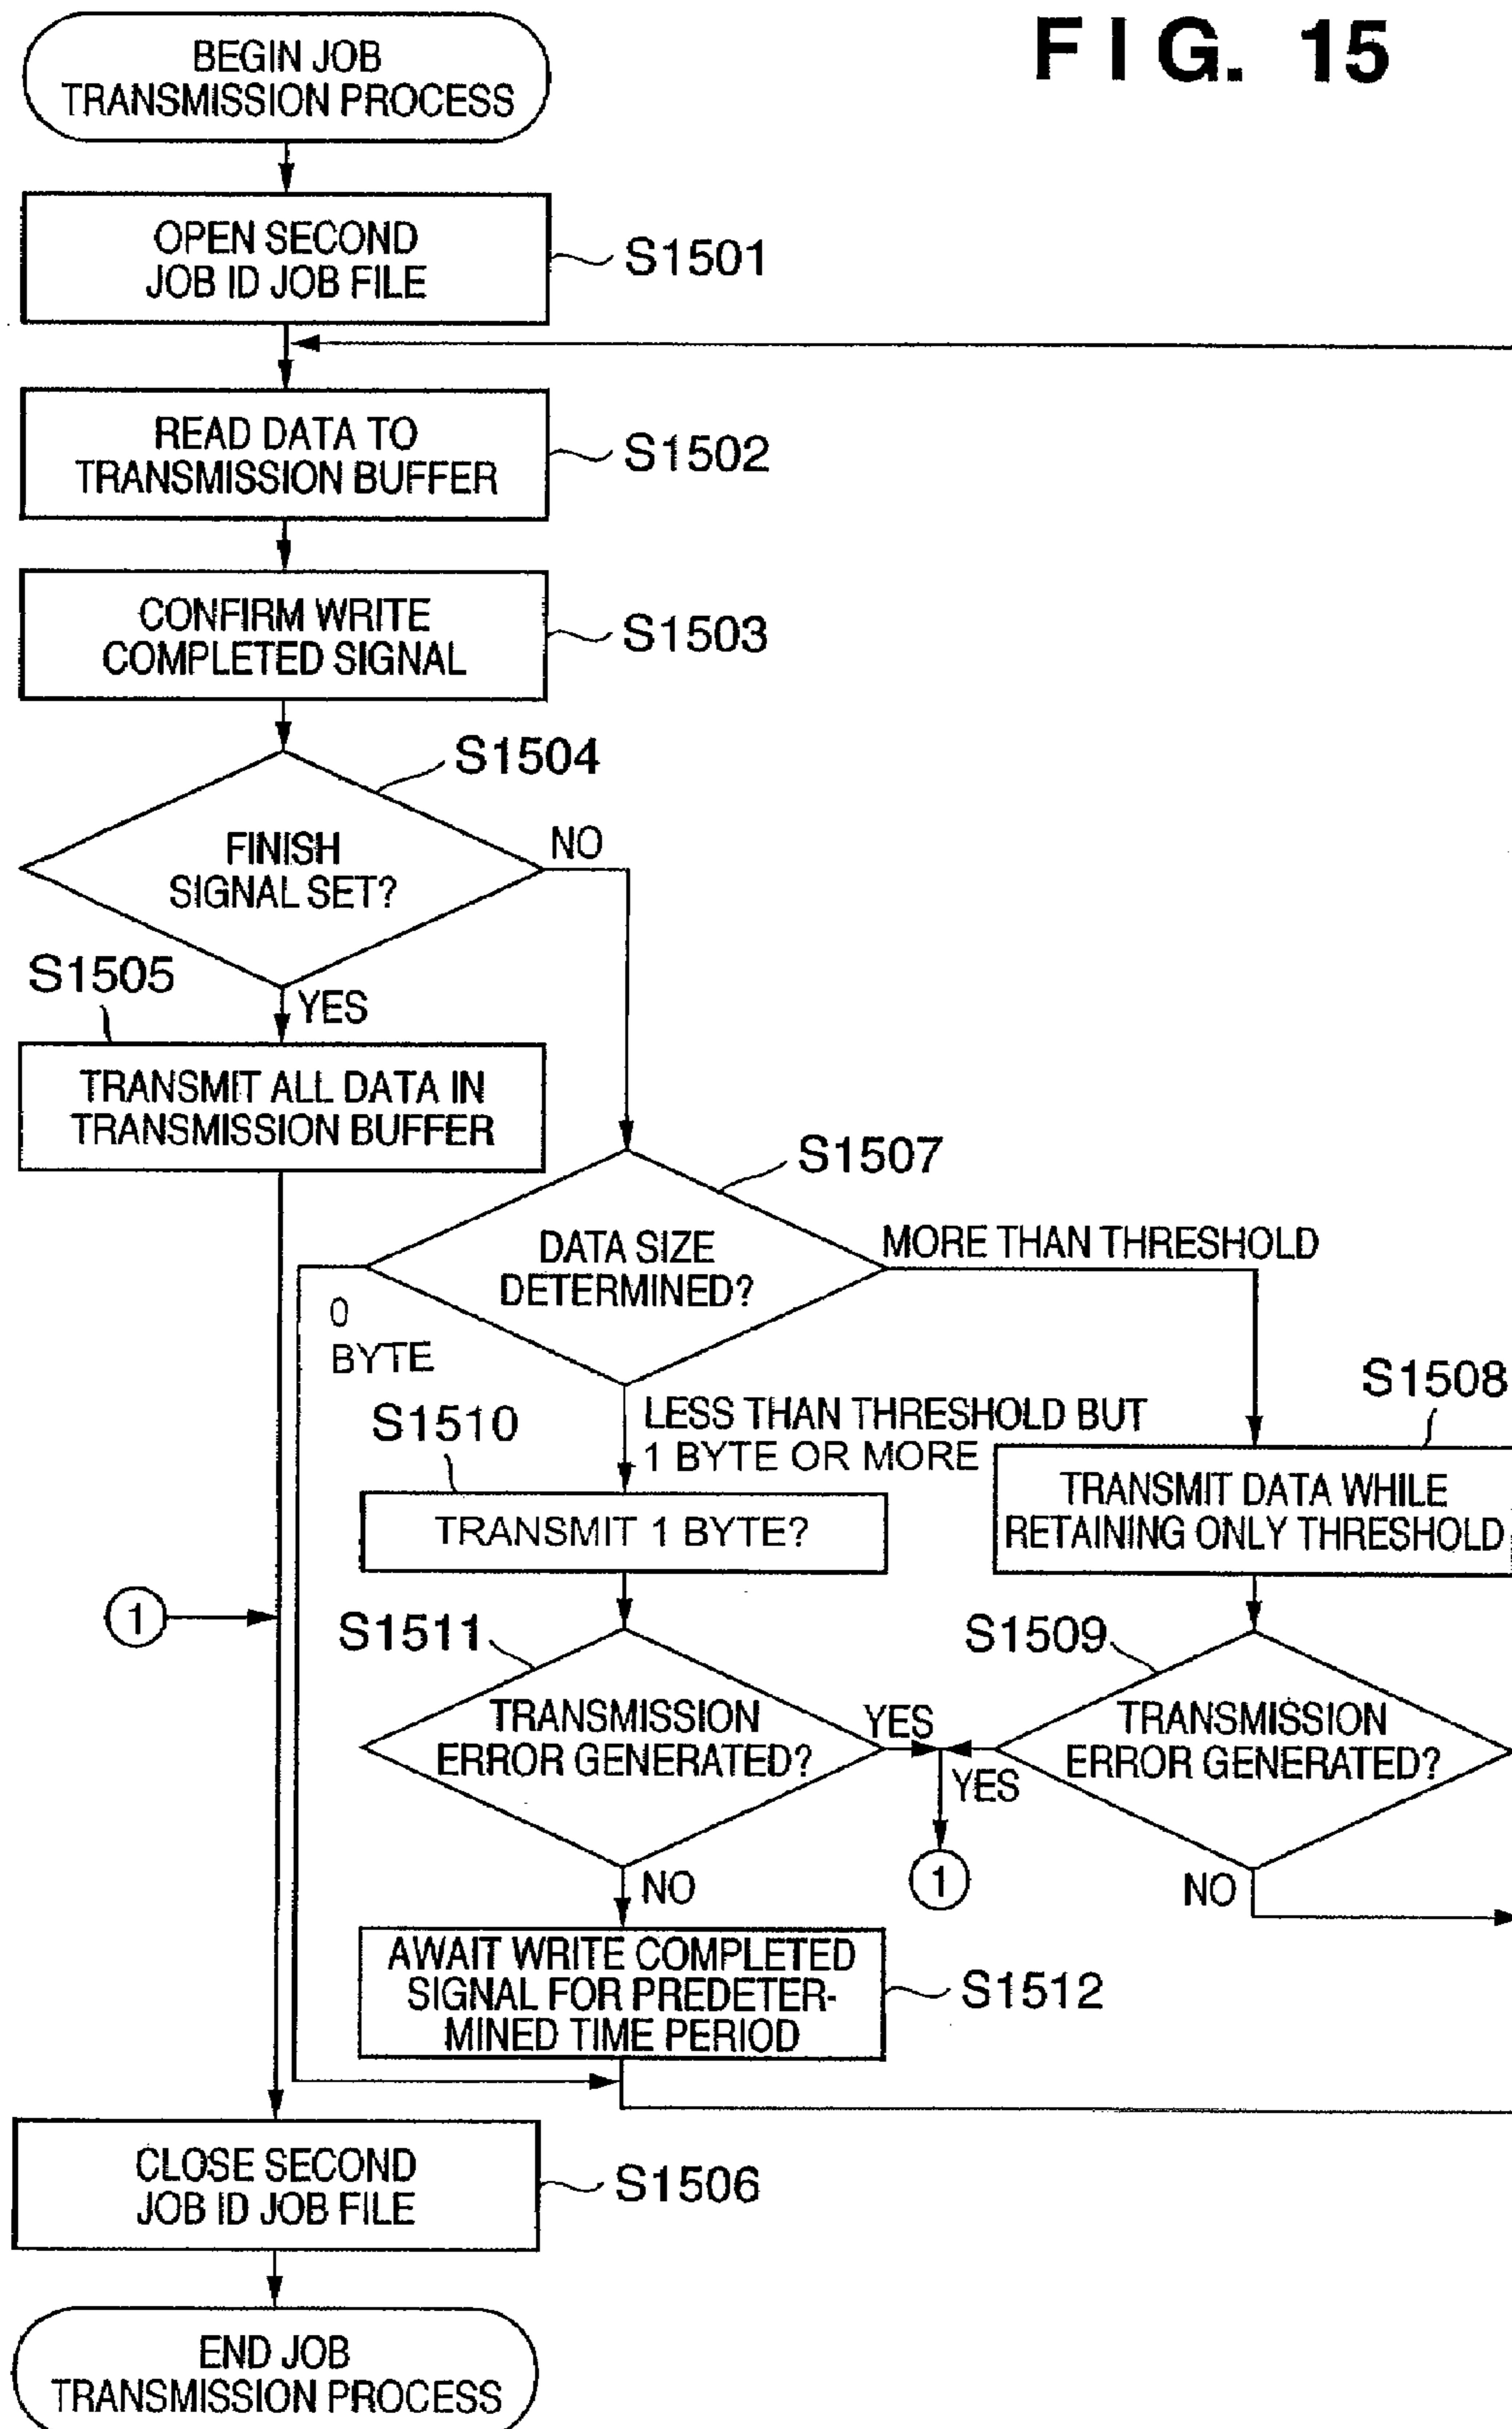 FIG. 15
BEGIN JOB
TRANSMISSION PROCESS
OPEN SECOND
JOB ID JOB FILE
S1501
READ DATA TO
TRANSMISSION BUFFER
S1502
CONFIRM WRITE
COMPLETED SIGNAL
S1503
S1504
FINISH
SIGNAL SET?
NO
YES
S1505
TRANSMIT ALL DATA IN
TRANSMISSION BUFFER
S1507
DATA SIZE
DETERMINED?
MORE THAN THRESHOLD
0
BYTE
LESS THAN THRESHOLD BUT
1 BYTE OR MORE
S1508
TRANSMIT DATA WHILE
RETAINING ONLY THRESHOLD
S1510
TRANSMIT 1 BYTE?
1
S1511
TRANSMISSION
ERROR GENERATED?
YES
S1509
TRANSMISSION
ERROR GENERATED?
YES
1
NO
NO
AWAIT WRITE COMPLETED
SIGNAL FOR PREDETER-
MINED TIME PERIOD
S1512
CLOSE SECOND
JOB ID JOB FILE
S1506
END JOB
TRANSMISSION PROCESS